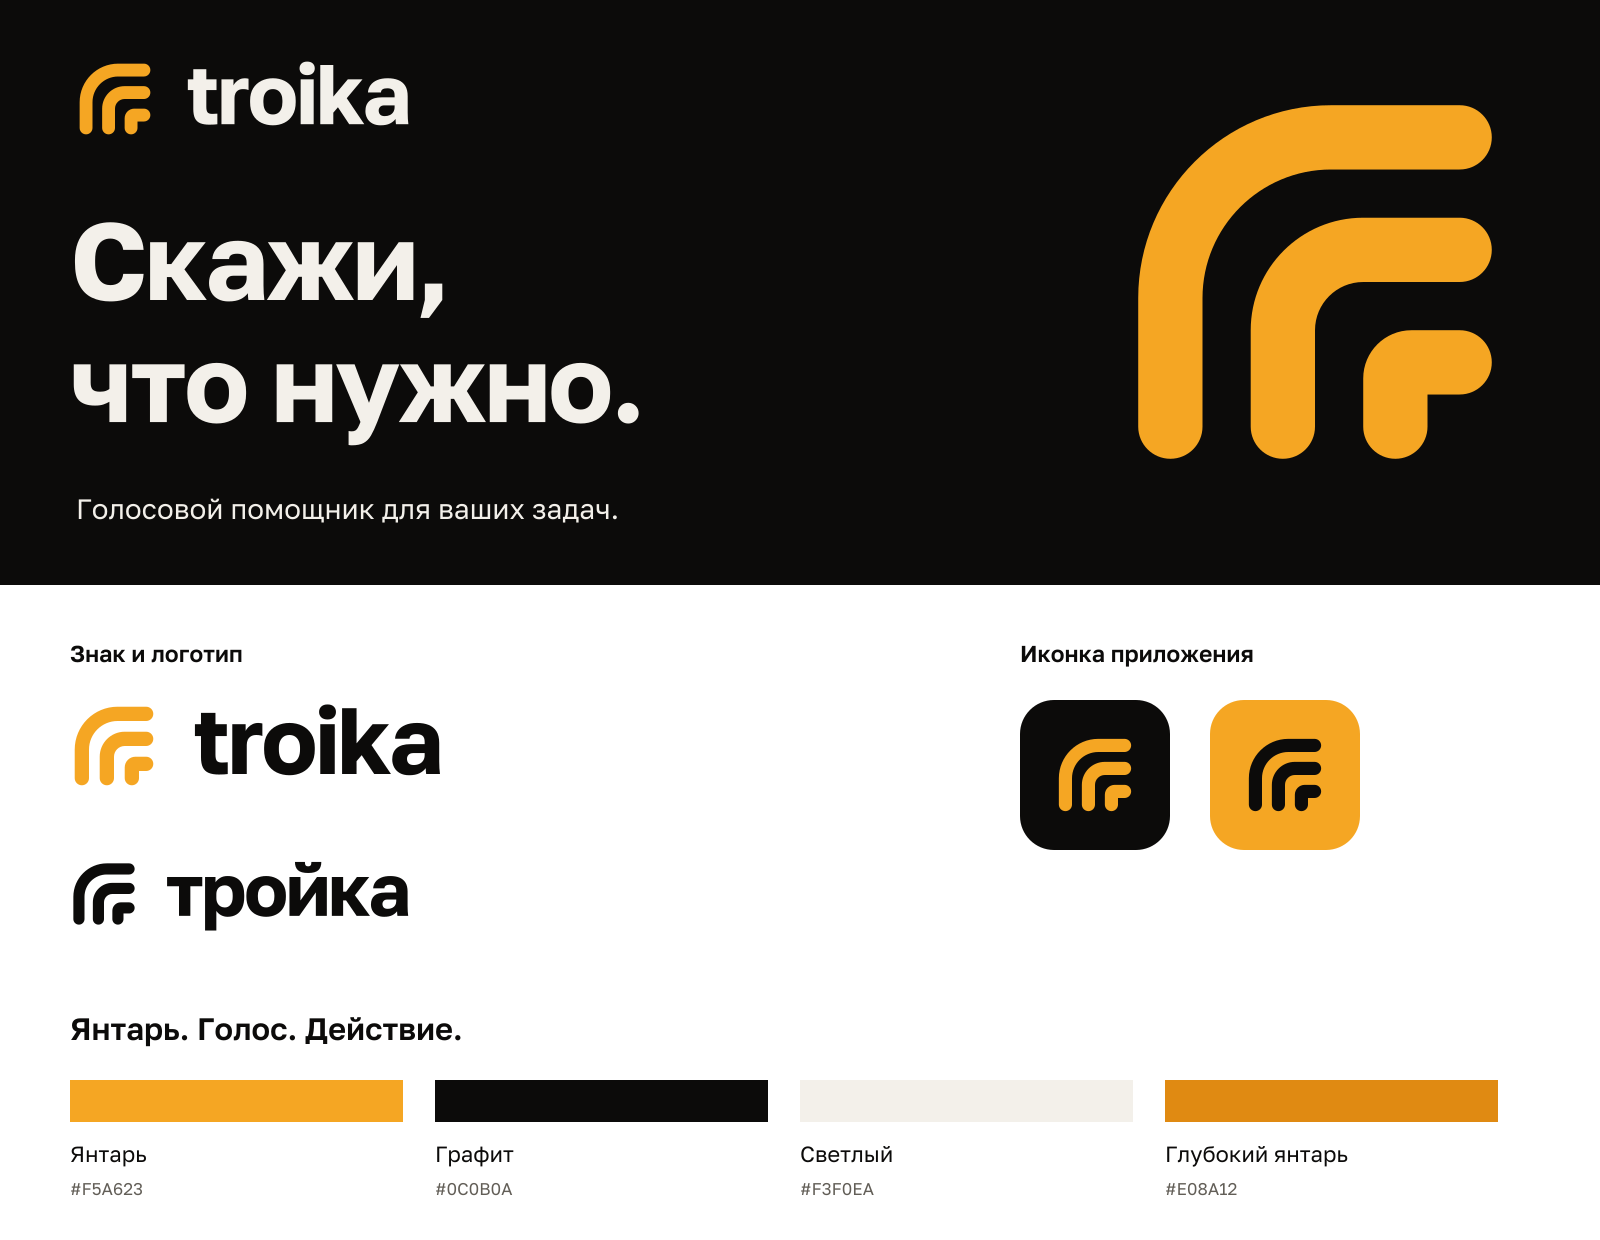 troika
Скажи,
что нужно.
Голосовой помощник для ваших задач.
Знак и логотип
Иконка приложения
troika
тройка
Янтарь. Голос. Действие.
Янтарь
Графит
Светлый
Глубокий янтарь
#F5A623
#0C0B0A
#F3F0EA
#E08A12